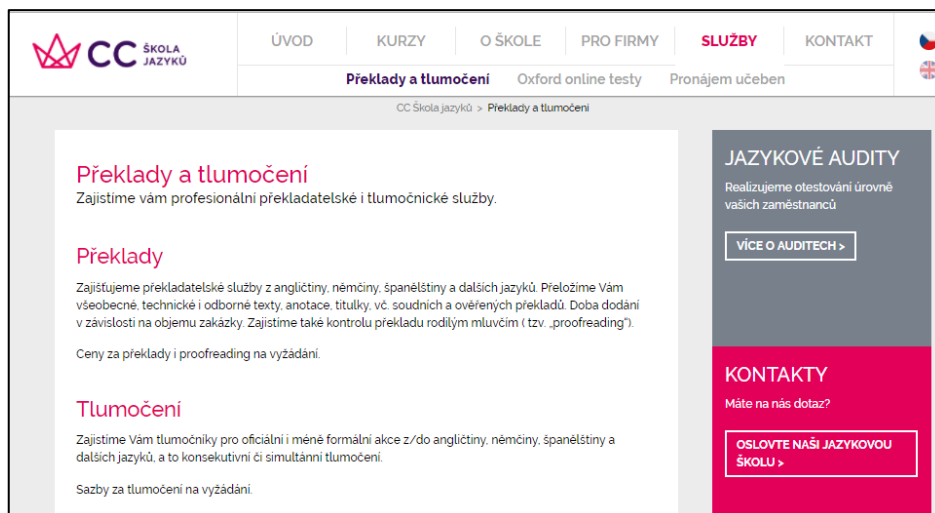 CC ŠKOLA JAZYKŮ
ÚVOD KURZY O ŠKOLE PRO FIRMY SLUŽBY KONTAKT
Překlady a tlumočení Oxford online testy Pronájem učeben
CC Škola jazyků > Překlady a tlumočení
Překlady a tlumočení
Zajistíme vám profesionální překladatelské i tlumočnické služby.
Překlady
Zajišťujeme překladatelské služby z angličtiny, němčiny, španělštiny a dalších jazyků. Přeložíme Vám
všeobecné, technické i odborné texty, anotace, titulky, vč. soudních a ověřených překladů. Doba dodání
v závislosti na objemu zakázky. Zajistíme také kontrolu překladu rodilým mluvčím ( tzv. „proofreading").
Ceny za překlady i proofreading na vyžádání.
Tlumočení
Zajistíme Vám tlumočníky pro oficiální i méně formální akce z/do angličtiny, němčiny, španělštiny a
dalších jazyků, a to konsekutivní či simultánní tlumočení.
Sazby za tlumočení na vyžádání.
JAZYKOVÉ AUDITY
Realizujeme otestování úrovně
vašich zaměstnanců
VÍCE O AUDITECH >
KONTAKTY
Máte na nás dotaz?
OSLOVTE NAŠI JAZYKOVOU
ŠKOLU >